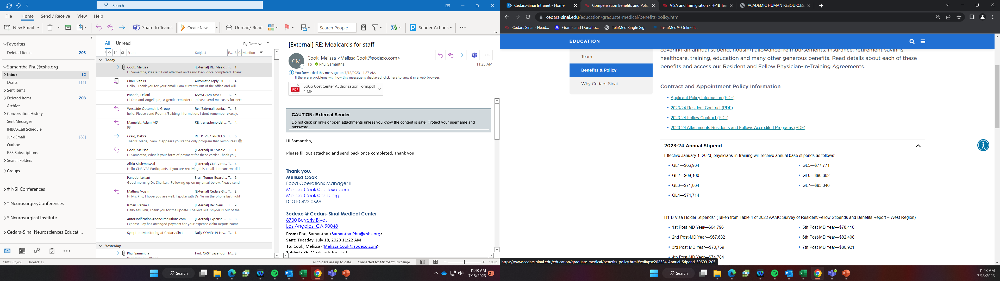 Search
File Home Send / Receive View Help
New Email Share to Teams Create New Unread/ Read Search People Sender Actions
Favorites
Deleted Items 203
Samantha.Phu@cshs.org
Inbox 12
Drafts [11]
Sent Items
Deleted Items 203
Archive
Conversation History
Sent Messages
INBOXCall Schedule
Junk Email [63]
Outbox
RSS Subscriptions
Search Folders
Groups
# NSI Conferences
* NeurosurgeryConferences
* Neurosurgical Institute
Cedars-Sinai Neurosciences Educati...
Items: 62,460 Unread: 12
All Unread By Date
From Subject R... S. C. Mention
Today
Cook, Melissa [External] RE: Mealc... T... 1.
HI Samantha, Please fill out attached and send back once completed. Thank
Chau, Van N Automatic reply: J1 ... T... 4.
Hello, Thank you for your email. I am currently out of the office and will
Panado, Leilani M&M 7/28 cases T... 5.
Hi Dan and Angelique, A gentle reminder to please send me cases for next
Westside Optometric Group Re: [External] conta... T... 8.
hello, Please send Room#/Building Information. I dont remember exactly.
Mamelak, Adam MD RE: transphenoidal ... T... 4.
93
Craig, Debra RE: J1 VISA PROCES... T... 6.
Thanks Maria, Sam, it appears you're the only program that reimburses
Cook, Melissa [External] RE: Mealc... T... 1.
HI Samantha, What is your form of payment for these cards? Thank you,
Alicia Skulemowski [External] CNS Virtu... T... 4.
Hello CNS VRF Participants, If you are receiving this email, it means we did
Panado, Leilani Brain Tumor Board ... T... 6.
Good morning Dr. Shankar, Following up on my email below. Please send
Mathew Voisin [External] Cedars-Si... T... 8.
Hi Ms. Phu, I hope you are well. I spoke with Dr. Yu on the phone last night
Ismail, Rahim F [External] Re: Neur... T... 9.
Hello Ms. Phu, Thank you for the update. I believe Ms. Snyder is out of the
AutoNotification@concursolutions.com [External] Expense ... T... 8.
Expense Pay has arranged payment for your expense claim Report Name:
Symptom Monitoring at Cedars-Sinai Daily COVID-19 He... T... 1.
Yesterday
Phu, Samantha Fwd: CAST case log M... 8.
Sent from my iPhone
[External] RE: Mealcards for staff
CM
Cook, Melissa <Melissa.Cook@sodexo.com>
To Phu, Samantha
11:25 AM
You forwarded this message on 7/18/2023 11:27 AM.
If there are problems with how this message is displayed, click here to view it in a web browser.
PDF
SoGo Cost Center Authorization Form.pdf
1 MB
CAUTION: External Sender
Do not click on links or open attachments unless you know the content is safe. Protect your username and
password.
HI Samantha,
Please fill out attached and send back once completed. Thank you
Thank you,
Melissa Cook
Food Operations Manager II
Melissa.Cook@sodexo.com
Melissa.Cook@cshs.org
D: 310.423.0668
Sodexo @ Cedars-Sinai Medical Center
8700 Beverly Blvd.
Los Angeles, CA 90048
From: Phu, Samantha <Samantha.Phu@cshs.org>
Sent: Tuesday, July 18, 2023 11:22 AM
To: Cook, Melissa <Melissa.Cook@sodexo.com>
Subject: RE: Mealcards for staff
All folders are up to date. Connected to: Microsoft Exchange 100%
Search
11:43 AM
7/18/2023
21
Cedars-Sinai Intranet - Home
Compensation Benefits and Polic
VISA and Immigration - H-1B Ten
ACADEMIC HUMAN RESOURCES
cedars-sinai.edu/education/graduate-medical/benefits-policy.html
Cedars Sinai - Head... Grants and Donatio... TeleMed Single Sig... InstaMed® Online f...
EDUCATION
Team
Benefits & Policy
Why Cedars-Sinai
covering an annual stipend, housing allowance, reimbursements, insurance, retirement savings,
healthcare, training, education and many other generous benefits. Read details about each of these
benefits and access our Resident and Fellow Physician-In-Training Agreements.
Contract and Appointment Policy Information
• Applicant Policy Information (PDF)
• 2023-24 Resident Contract (PDF)
• 2023-24 Fellow Contract (PDF)
• 2023-24 Attachments Residents and Fellows Accredited Programs (PDF)
2023-24 Annual Stipend
Effective January 1, 2023, physicians-in-training will receive annual base stipends as follows:
• GL1—$66,934
• GL2—$69,160
• GL3—$71,864
• GL4—$74,714
• GL5—$77,771
• GL6—$80,662
• GL7—$83,346
H1-B Visa Holder Stipends* (Taken from Table 4 of 2022 AAMC Survey of Resident/Fellow Stipends and Benefits Report – West Region)
• 1st Post-MD Year—$64,796
• 2nd Post-MD Year—$67,682
• 3rd Post-MD Year—$70,759
• 4th Post-MD Year—$74,784
• 5th Post-MD Year—$78,410
• 6th Post-MD Year—$82,408
• 7th Post-MD Year—$86,921
https://www.cedars-sinai.edu/education/graduate-medical/benefits-policy.html#collapse202324-Annual-Stipend-596091205
Search
11:43 AM
7/18/2023